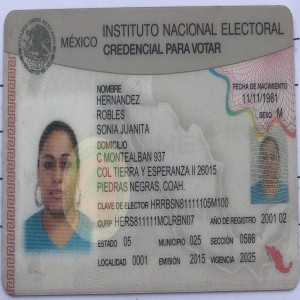 MÉXICO INSTITUTO NACIONAL ELECTORAL
CREDENCIAL PARA VOTAR
NOMBRE
HERNANDEZ
ROBLES
SONIA JUANITA
FECHA DE NACIMIENTO
11/11/1981
SEXO M
DOMICILIO
C MONTEALBAN 937
COL TIERRA Y ESPERANZA II 26015
PIEDRAS NEGRAS, COAH.
CLAVE DE ELECTOR HRRBSN81111105M100
CURP HERS811111MCLRBN07 AÑO DE REGISTRO 2001 02
ESTADO 05 MUNICIPIO 025 SECCIÓN 0586
LOCALIDAD 0001 EMISIÓN 2015 VIGENCIA 2025